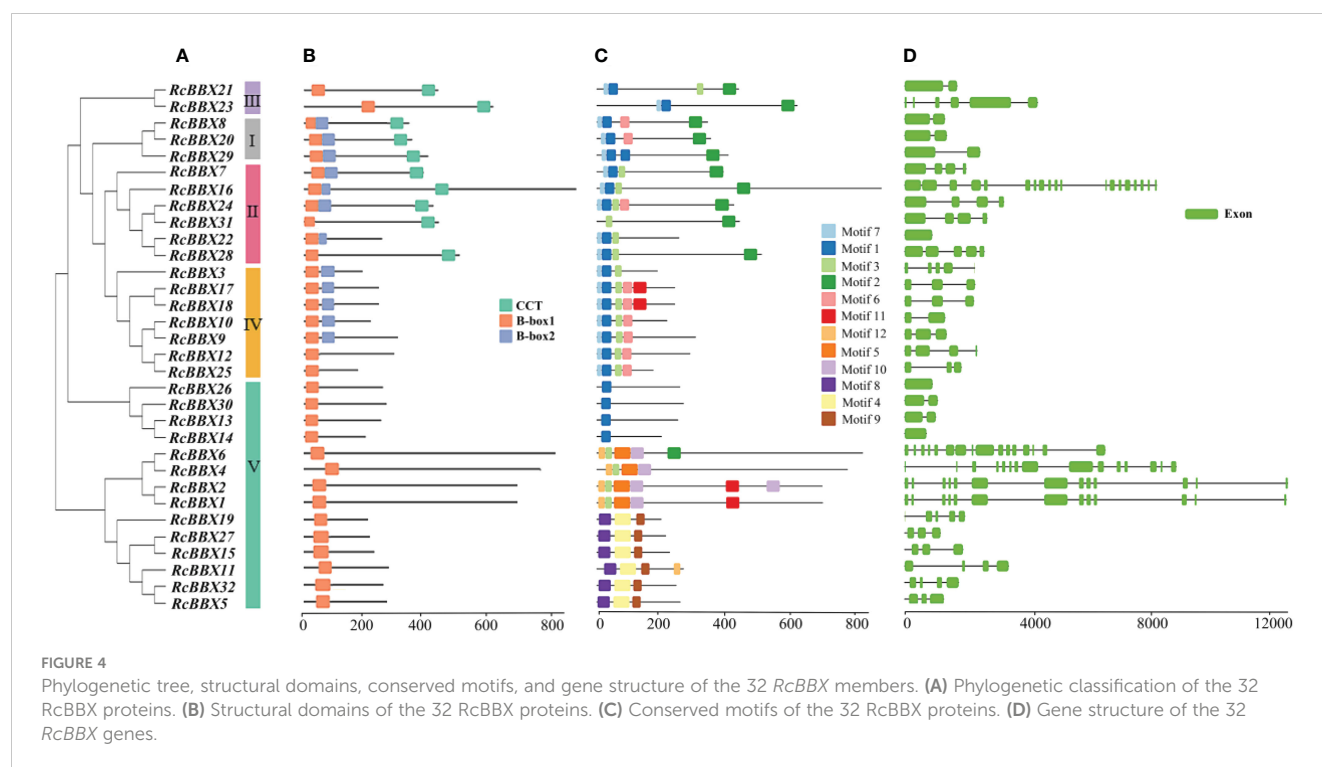 A B C D
RcBBX21
RcBBX23
RcBBX8
RcBBX20
RcBBX29
RcBBX7
RcBBX16
RcBBX24
RcBBX31
RcBBX22
RcBBX28
RcBBX3
RcBBX17
RcBBX18
RcBBX10
RcBBX9
RcBBX12
RcBBX25
RcBBX26
RcBBX30
RcBBX13
RcBBX14
RcBBX6
RcBBX4
RcBBX2
RcBBX1
RcBBX19
RcBBX27
RcBBX15
RcBBX11
RcBBX32
RcBBX5
III
I
II
IV
V
CCT
B-box1
B-box2
0 200 400 600 800
Motif 7
Motif 1
Motif 3
Motif 2
Motif 6
Motif 11
Motif 12
Motif 5
Motif 10
Motif 8
Motif 4
Motif 9
0 200 400 600 800
Exon
0 4000 8000 12000
FIGURE 4
Phylogenetic tree, structural domains, conserved motifs, and gene structure of the 32 RcBBX members. (A) Phylogenetic classification of the 32
RcBBX proteins. (B) Structural domains of the 32 RcBBX proteins. (C) Conserved motifs of the 32 RcBBX proteins. (D) Gene structure of the 32
RcBBX genes.